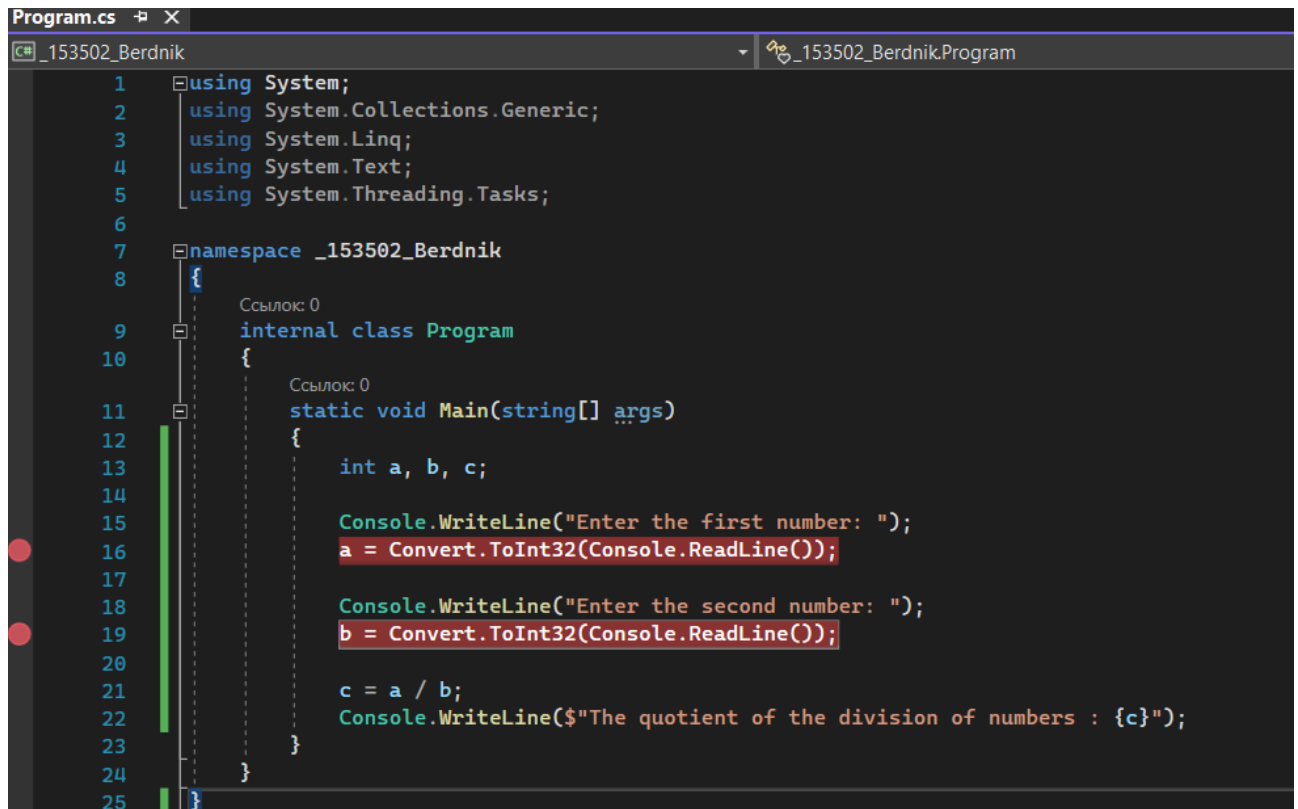 Program.cs
C# _153502_Berdnik _153502_Berdnik.Program
1 using System;
2 using System.Collections.Generic;
3 using System.Linq;
4 using System.Text;
5 using System.Threading.Tasks;
6
7 namespace _153502_Berdnik
8 {
Ссылок: 0
9 internal class Program
10 {
Ссылок: 0
11 static void Main(string[] args)
12 {
13 int a, b, c;
14
15 Console.WriteLine("Enter the first number: ");
16 a = Convert.ToInt32(Console.ReadLine());
17
18 Console.WriteLine("Enter the second number: ");
19 b = Convert.ToInt32(Console.ReadLine());
20
21 c = a / b;
22 Console.WriteLine($"The quotient of the division of numbers : {c}");
23 }
24 }
25 }